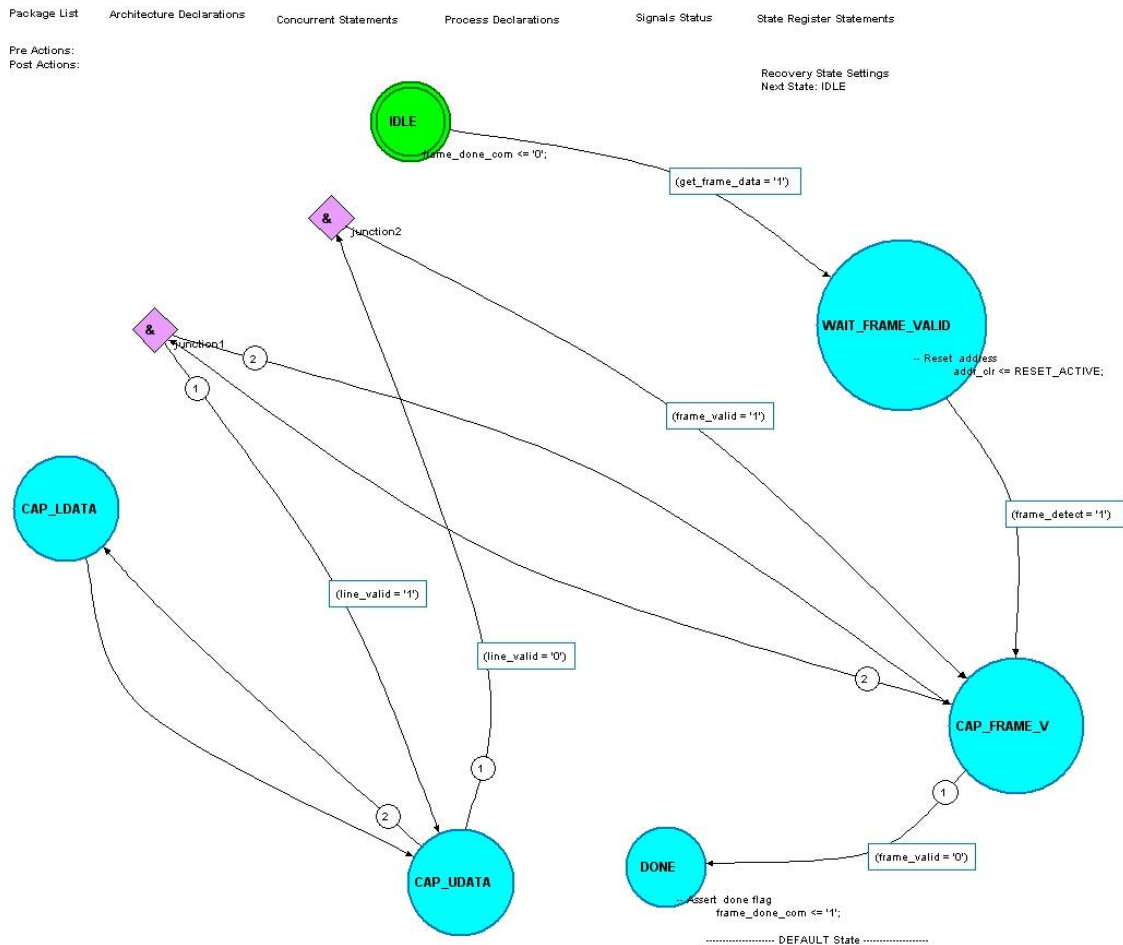 Package List
Architecture Declarations
Concurrent Statements
Process Declarations
Signals Status
State Register Statements
Pre Actions:
Post Actions:
Recovery State Settings
Next State: IDLE
IDLE
frame_done_com <= '0';
(get_frame_data = '1')
&
junction2
WAIT_FRAME_VALID
&
junction1
2
1
-- Reset address
addr_clr <= RESET_ACTIVE;
(frame_valid = '1')
CAP_LDATA
(frame_detect = '1')
(line_valid = '1')
(line_valid = '0')
2
CAP_FRAME_V
1
1
2
(frame_valid = '0')
DONE
CAP_UDATA
-- Assert done flag
frame_done_com <= '1';
-------------------- DEFAULT State -------------------